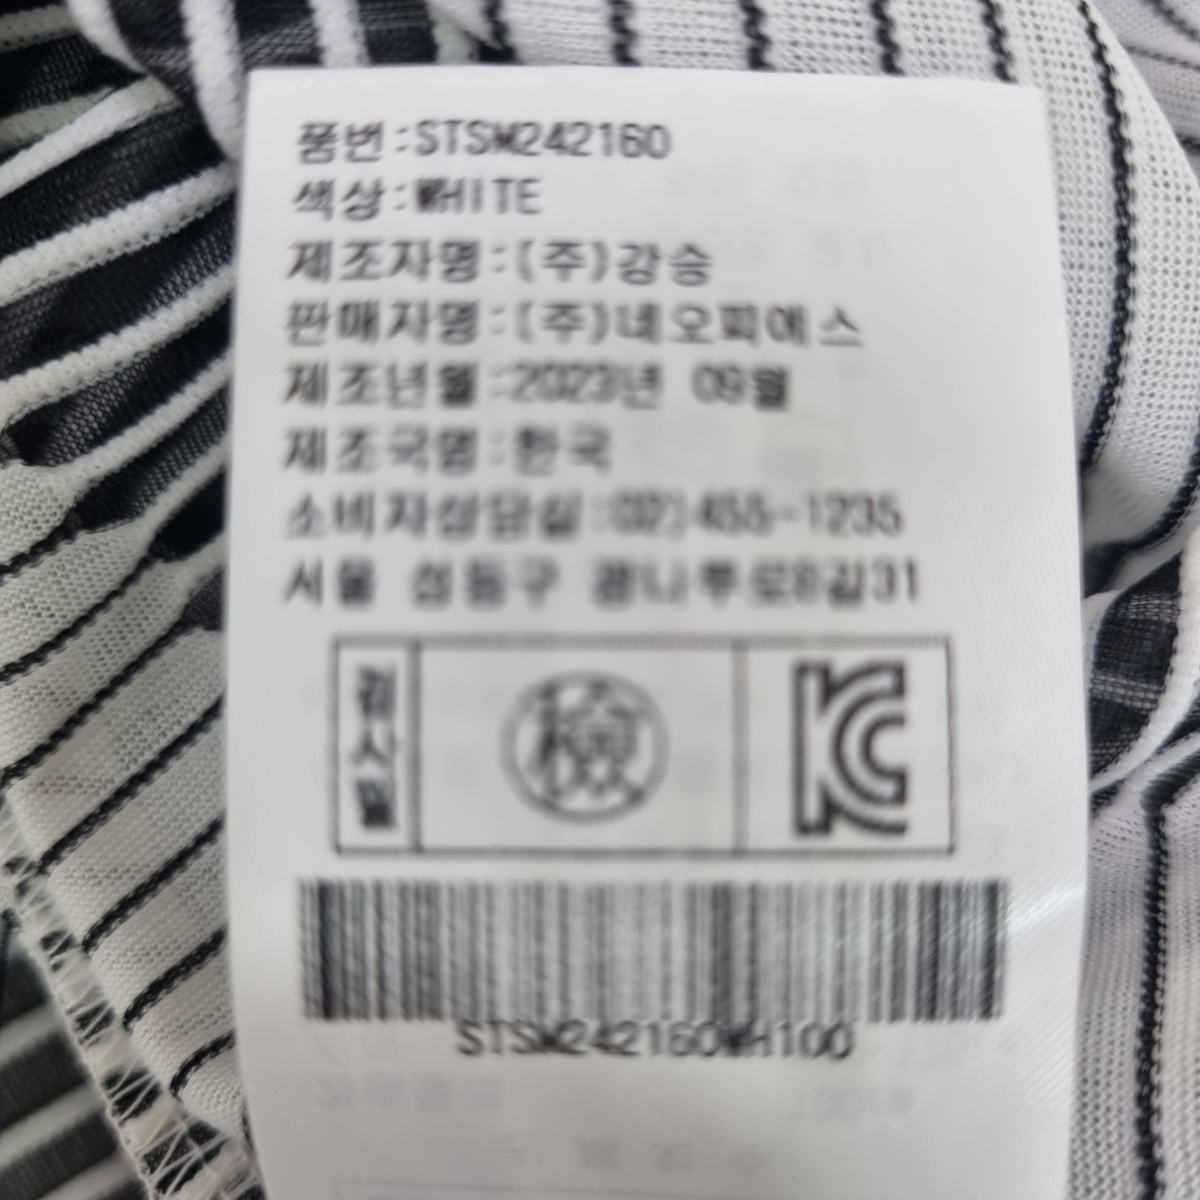 품번:STSW242160
색상:WHITE
제조자명:(주)강승
판매자명:(주)네오피에스
제조년월:2023년 09월
제조국명:한국
소비자상담실:02)455-1235
서울 성동구 광나루로8길31
검사필
檢
KC
STSW242160WH100